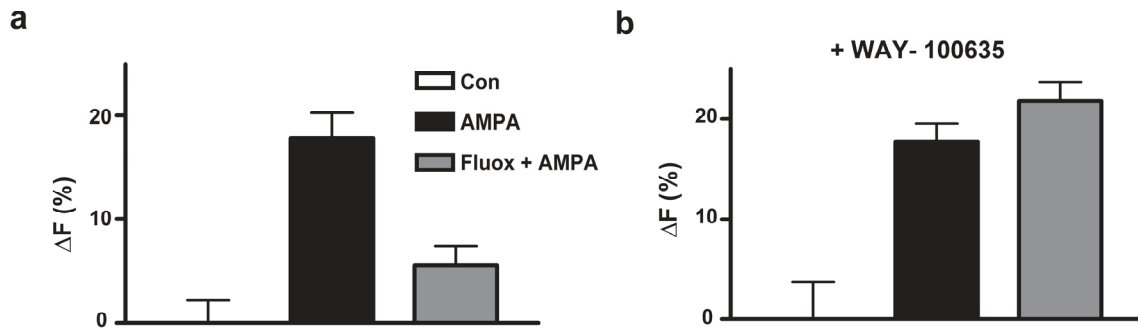 a
ΔF (%)
20
10
0
Con
AMPA
Fluox + AMPA
b
+ WAY- 100635
ΔF (%)
20
10
0